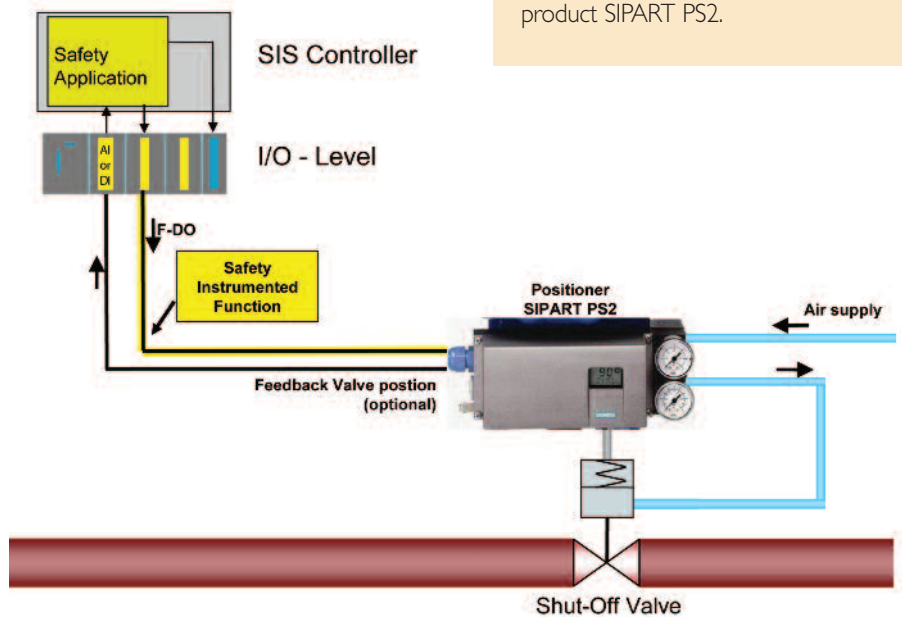 product SIPART PS2.
Safety
Application
SIS Controller
AI
or
DI
I/O - Level
F-DO
Safety
Instrumented
Function
Positioner
SIPART PS2
Air supply
Feedback Valve postion
(optional)
90°
Shut-Off Valve